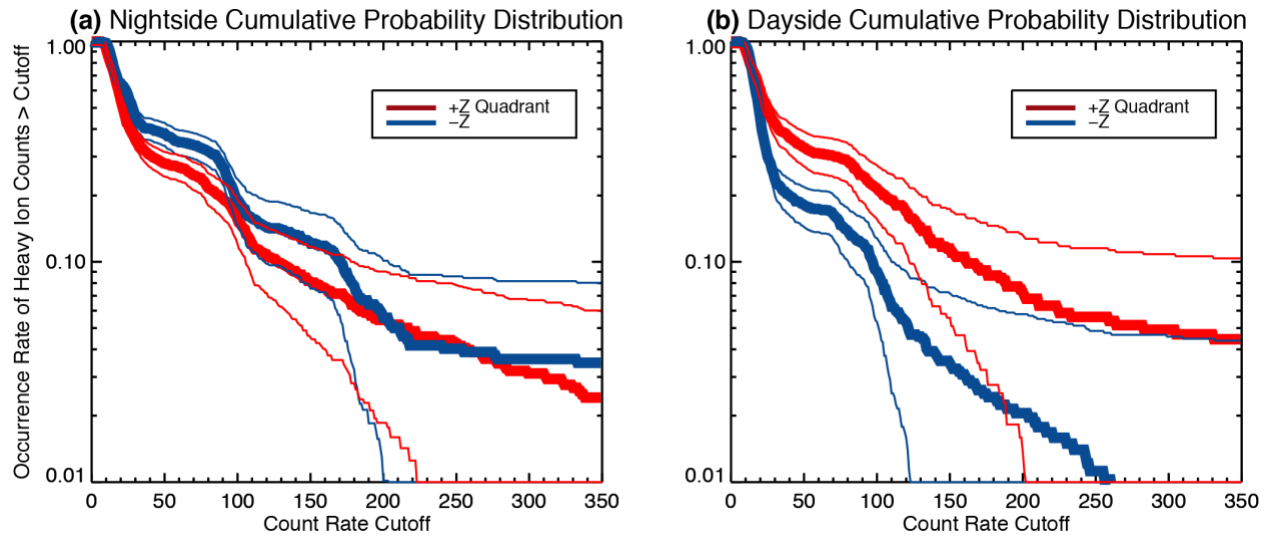 (a) Nightside Cumulative Probability Distribution
Occurrence Rate of Heavy Ion Counts > Cutoff
1.00
0.10
0.01
+Z Quadrant
−Z
0 50 100 150 200 250 300 350
Count Rate Cutoff
(b) Dayside Cumulative Probability Distribution
1.00
0.10
0.01
+Z Quadrant
−Z
0 50 100 150 200 250 300 350
Count Rate Cutoff